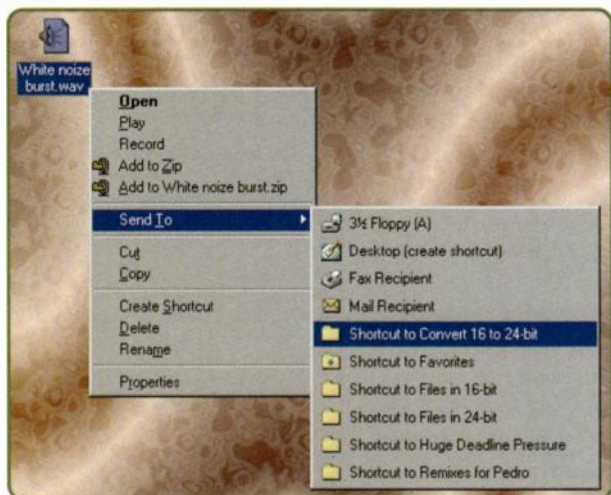 White noize
burst.wav
Open
Play
Record
Add to Zip
Add to White noize burst.zip
Send To
Cut
Copy
Create Shortcut
Delete
Rename
Properties
3½ Floppy (A)
Desktop (create shortcut)
Fax Recipient
Mail Recipient
Shortcut to Convert 16 to 24-bit
Shortcut to Favorites
Shortcut to Files in 16-bit
Shortcut to Files in 24-bit
Shortcut to Huge Deadline Pressure
Shortcut to Remixes for Pedro